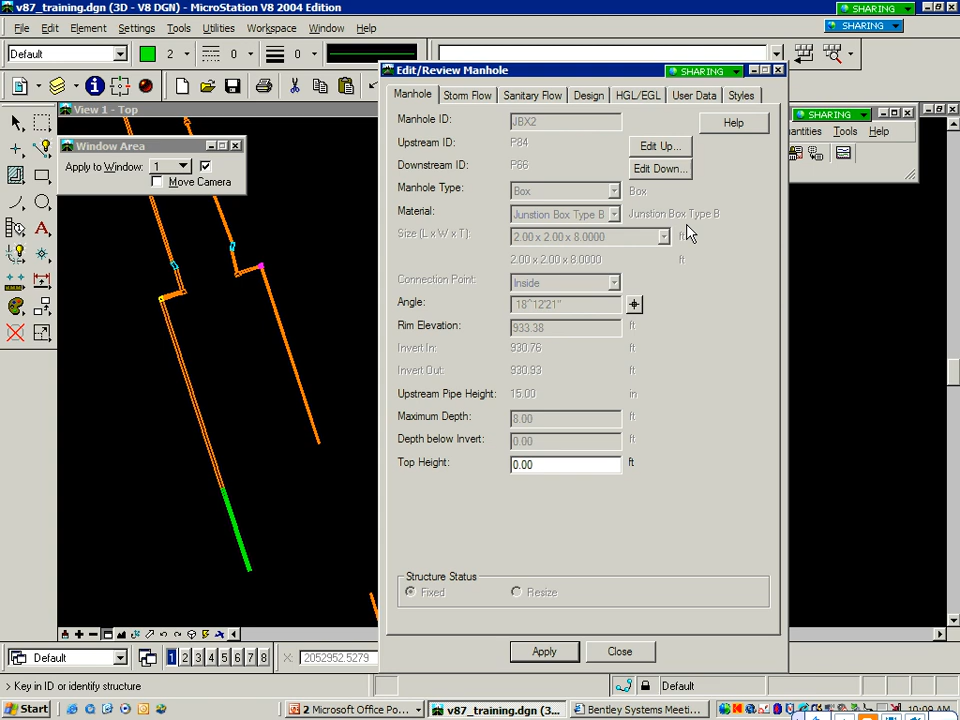 v87_training.dgn (3D - V8 DGN) - MicroStation V8 2004 Edition
SHARING
File Edit Element Settings Tools Utilities Workspace Window Help
SHARING
Default 2 0 0
Edit/Review Manhole SHARING
View 1 - Top
Manhole Storm Flow Sanitary Flow Design HGL/EGL User Data Styles
SHARING
Tools Help
Window Area
Apply to Window: 1
Move Camera
Manhole ID: JBX2 Help
Upstream ID: P84 Edit Up...
Downstream ID: P66 Edit Down...
Manhole Type: Box Box
Material: Junstion Box Type B Junstion Box Type B
Size (L x W x T): 2.00 x 2.00 x 8.0000 ft
2.00 x 2.00 x 8.0000 ft
Connection Point: Inside
Angle: 18^12'21"
Rim Elevation: 933.38 ft
Invert In: 930.76 ft
Invert Out: 930.93 ft
Upstream Pipe Height: 15.00 in
Maximum Depth: 8.00 ft
Depth below Invert: 0.00 ft
Top Height: 0.00 ft
Structure Status
Fixed Resize
Apply Close
Default 1 2 3 4 5 6 7 8 X: 2052952.5279
> Key in ID or identify structure Default
Start 2 Microsoft Office Po... v87_training.dgn (3... Bentley Systems Meeti... 10:09 AM